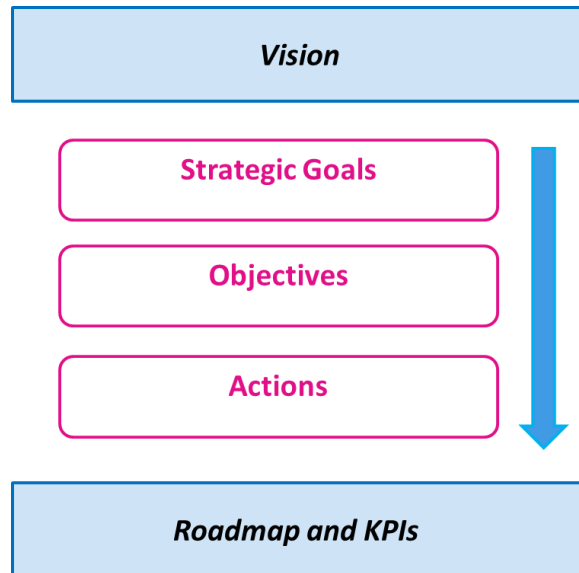 Vision
Strategic Goals
Objectives
Actions
Roadmap and KPIs